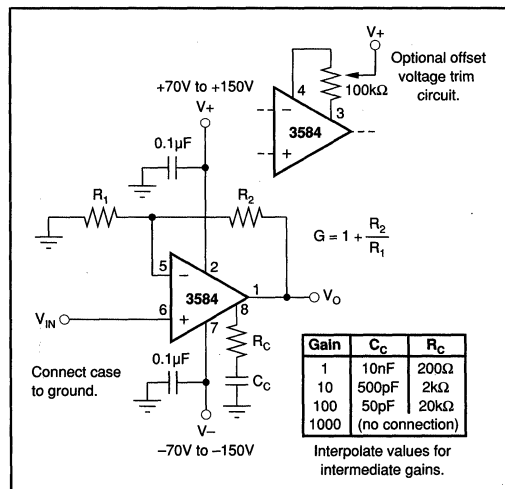 V+
Optional offset
voltage trim
circuit.
4
100kΩ
3
3584
−
+
+70V to +150V
V+
0.1µF
R1
R2
G = 1 + R2/R1
5
2
−
3584
1
VO
VIN
6
+
8
7
RC
CC
Connect case
to ground.
0.1µF
V−
−70V to −150V
Gain CC RC
1 10nF 200Ω
10 500pF 2kΩ
100 50pF 20kΩ
1000 (no connection)
Interpolate values for
intermediate gains.